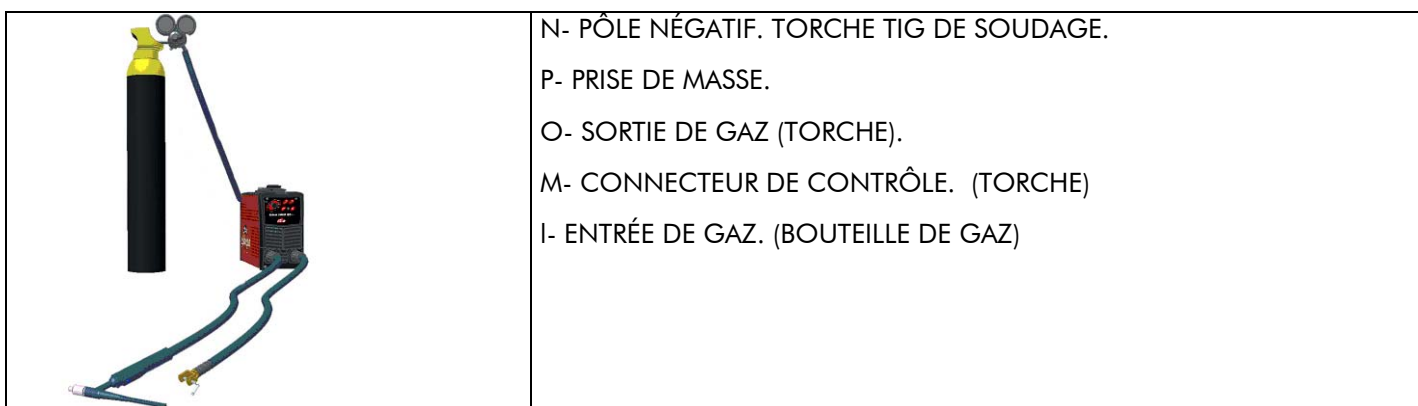 N- PÔLE NÉGATIF. TORCHE TIG DE SOUDAGE.
P- PRISE DE MASSE.
O- SORTIE DE GAZ (TORCHE).
M- CONNECTEUR DE CONTRÔLE. (TORCHE)
I- ENTRÉE DE GAZ. (BOUTEILLE DE GAZ)